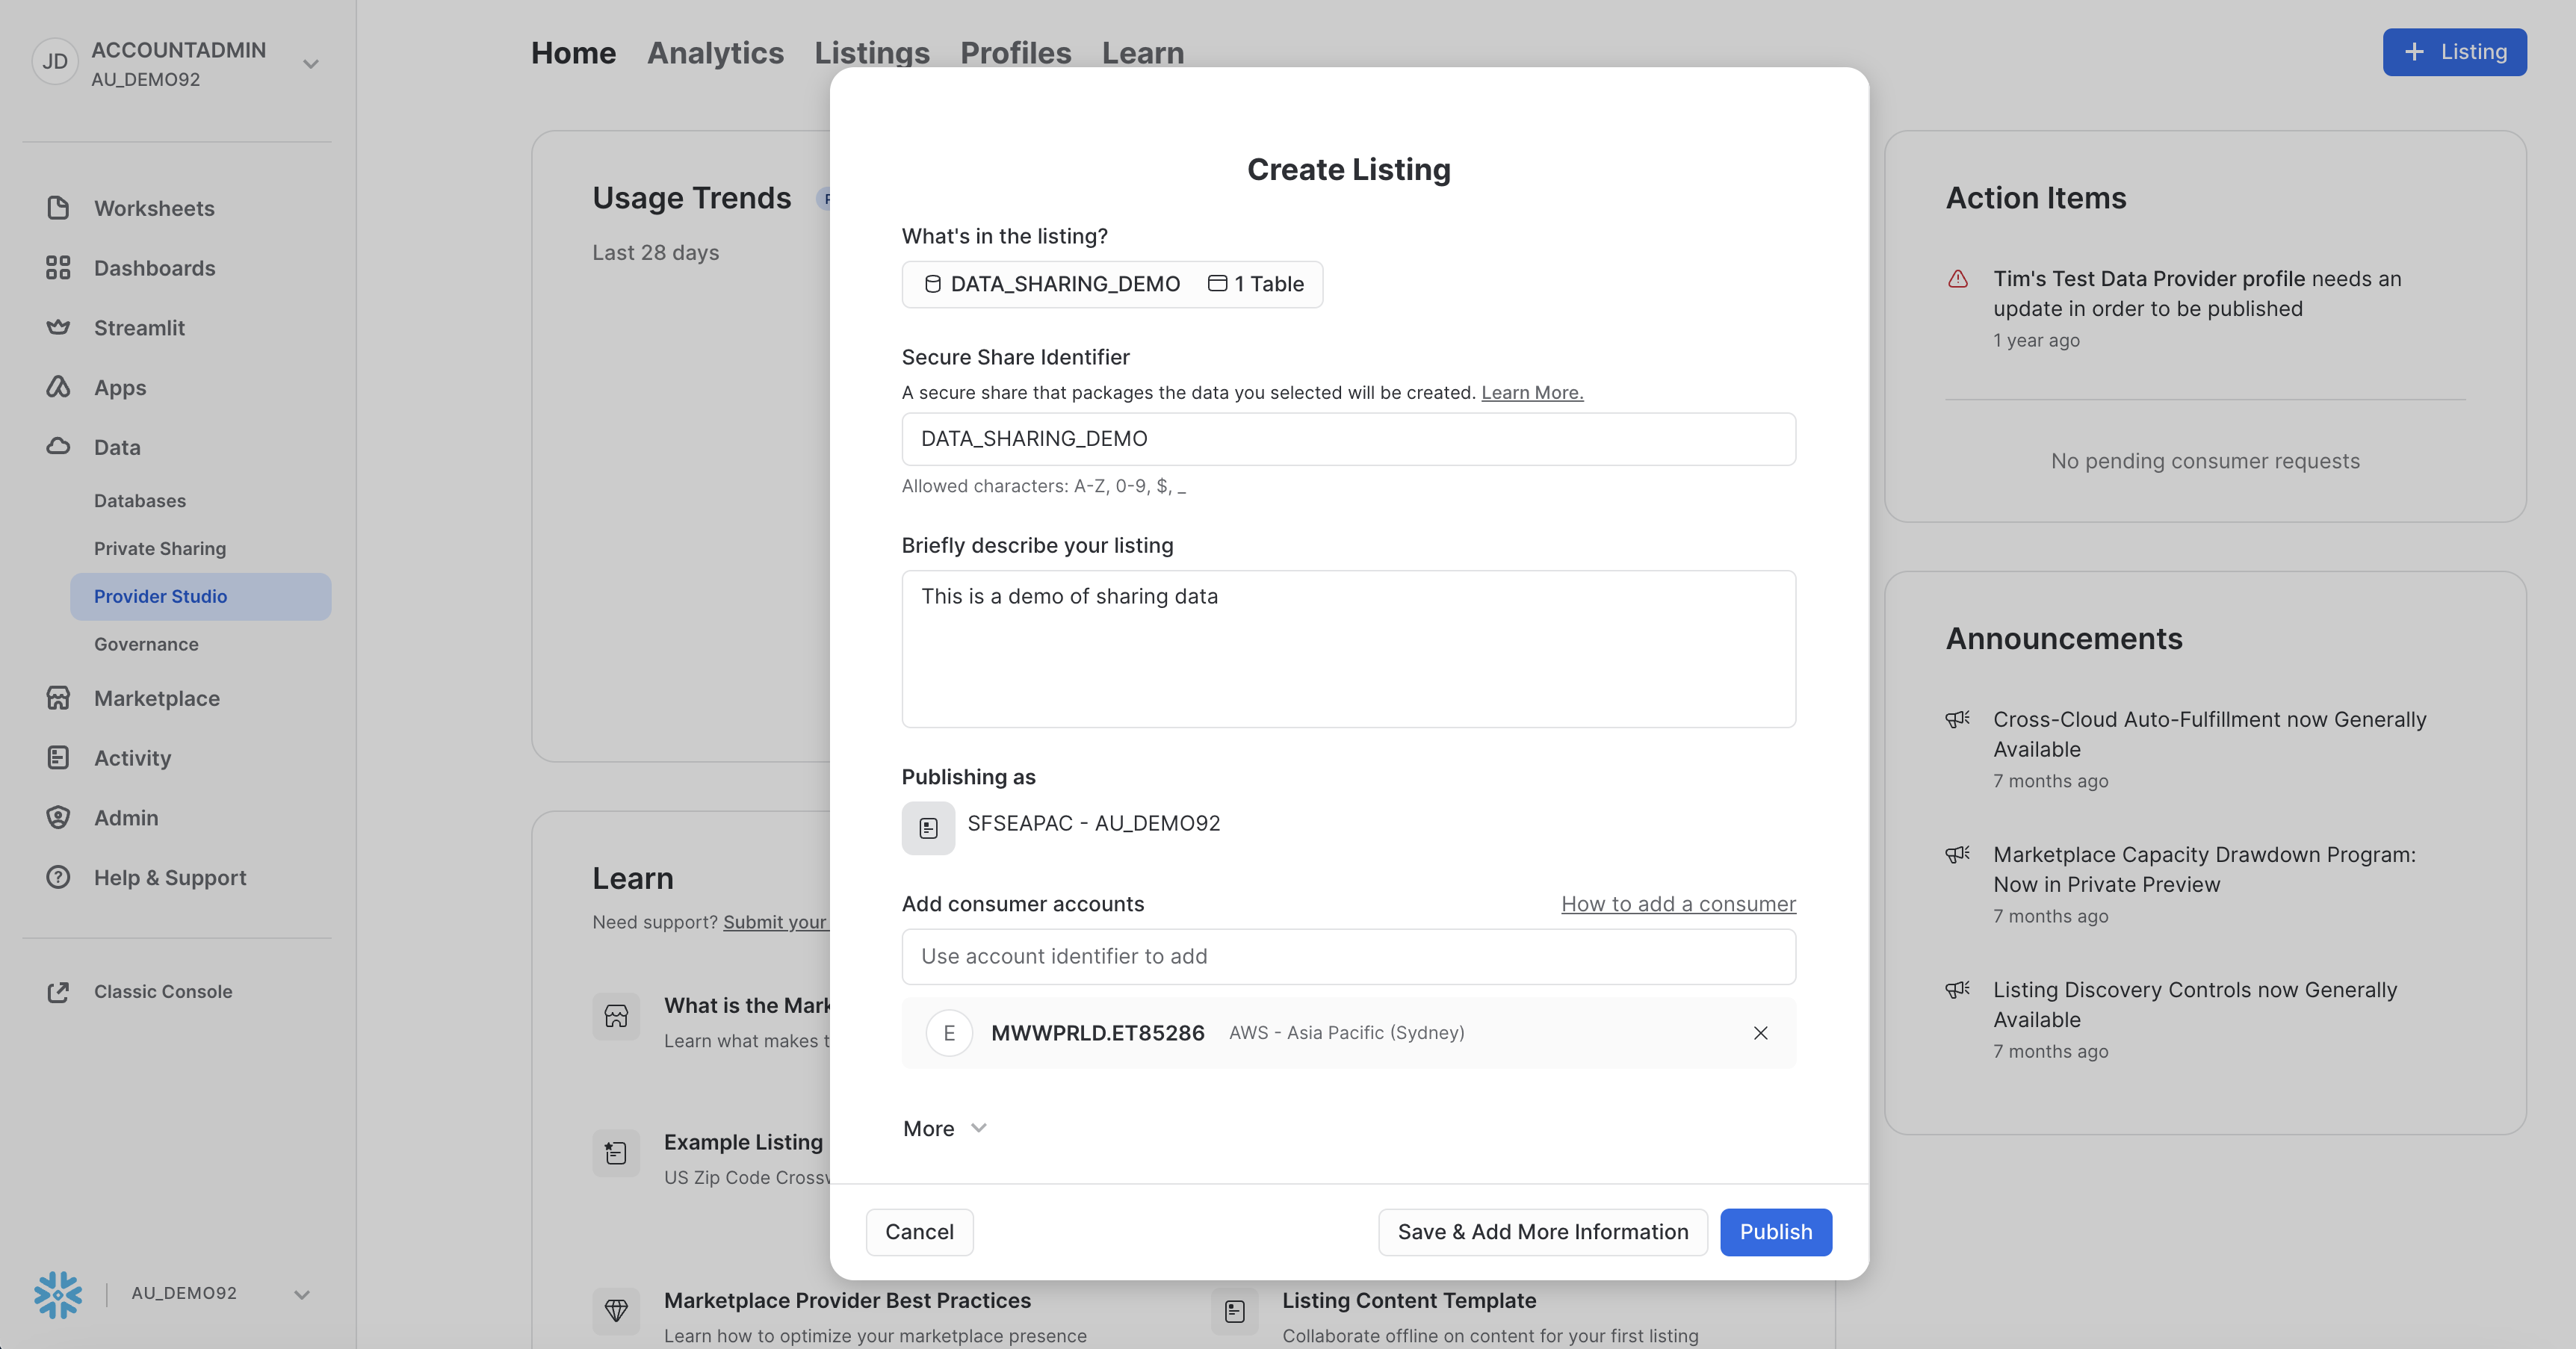 JD
ACCOUNTADMIN
AU_DEMO92
Worksheets
Dashboards
Streamlit
Apps
Data
Databases
Private Sharing
Provider Studio
Governance
Marketplace
Activity
Admin
Help & Support
Classic Console
AU_DEMO92
Home Analytics Listings Profiles Learn
+ Listing
Usage Trends
Last 28 days
Learn
Need support? Submit your
What is the Mark
Learn what makes t
Example Listing
US Zip Code Crossw
Marketplace Provider Best Practices
Learn how to optimize your marketplace presence
Listing Content Template
Collaborate offline on content for your first listing
Create Listing
What's in the listing?
DATA_SHARING_DEMO 1 Table
Secure Share Identifier
A secure share that packages the data you selected will be created. Learn More.
DATA_SHARING_DEMO
Allowed characters: A-Z, 0-9, $, _
Briefly describe your listing
This is a demo of sharing data
Publishing as
SFSEAPAC - AU_DEMO92
Add consumer accounts How to add a consumer
Use account identifier to add
E MWWPRLD.ET85286 AWS - Asia Pacific (Sydney)
More
Cancel Save & Add More Information Publish
Action Items
Tim's Test Data Provider profile needs an
update in order to be published
1 year ago
No pending consumer requests
Announcements
Cross-Cloud Auto-Fulfillment now Generally
Available
7 months ago
Marketplace Capacity Drawdown Program:
Now in Private Preview
7 months ago
Listing Discovery Controls now Generally
Available
7 months ago